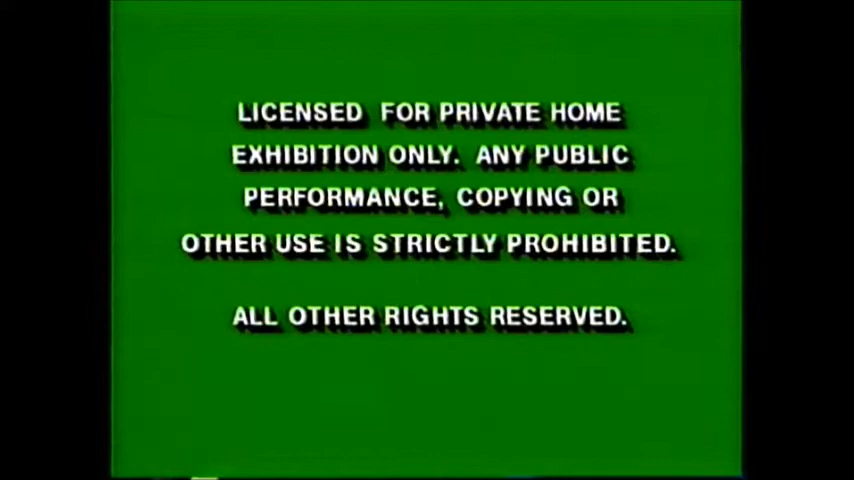 LICENSED FOR PRIVATE HOME
EXHIBITION ONLY. ANY PUBLIC
PERFORMANCE, COPYING OR
OTHER USE IS STRICTLY PROHIBITED.
ALL OTHER RIGHTS RESERVED.